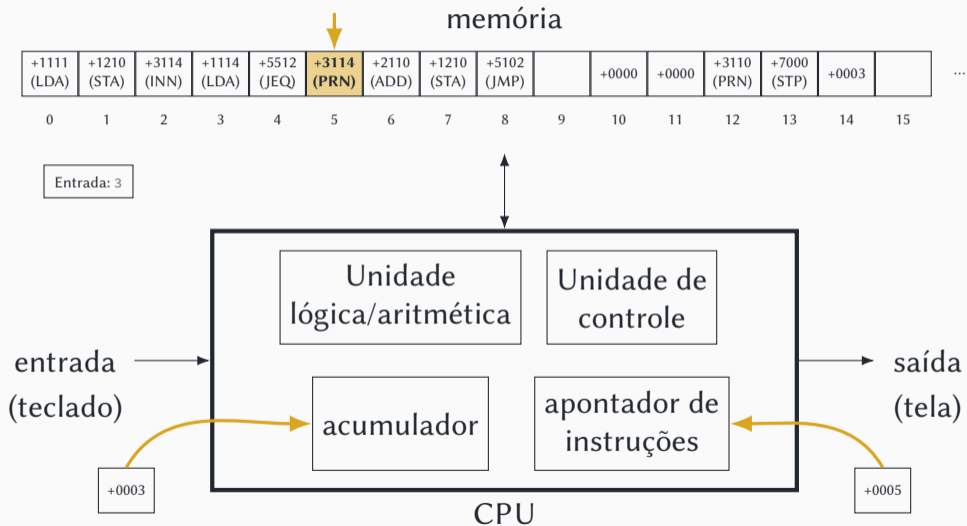 memória
+1111 +1210 +3114 +1114 +5512 +3114 +2110 +1210 +5102 +0000 +0000 +3110 +7000 +0003 ...
(LDA) (STA) (INN) (LDA) (JEQ) (PRN) (ADD) (STA) (JMP) (PRN) (STP)
0 1 2 3 4 5 6 7 8 9 10 11 12 13 14 15
Entrada: 3
Unidade
lógica/aritmética
Unidade de
controle
entrada
(teclado)
saída
(tela)
acumulador
apontador de
instruções
+0003
+0005
CPU